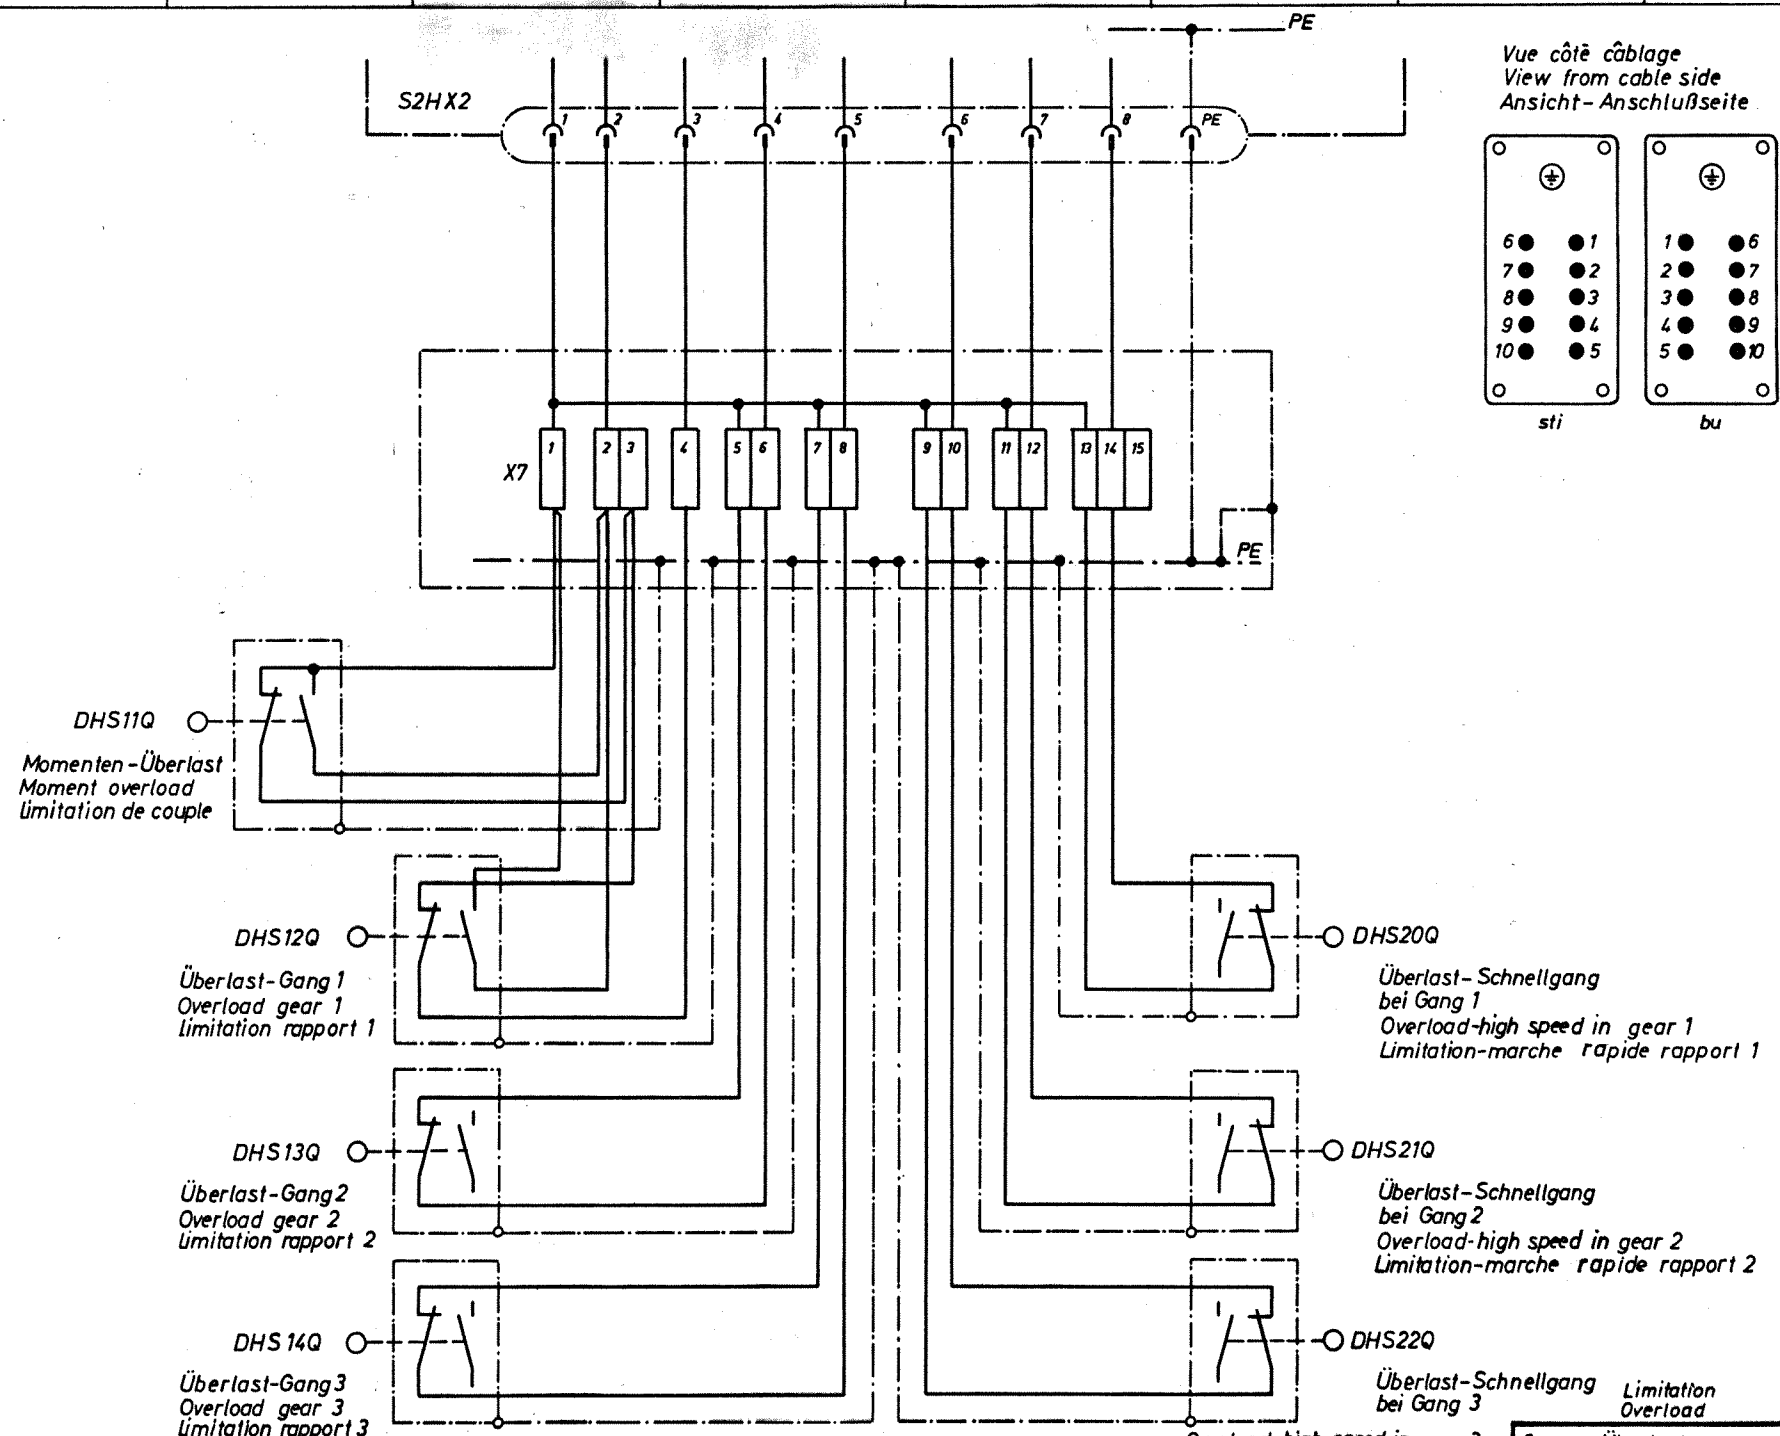 PE
S2HX2
1 2 3 4 5 6 7 8 PE
Vue côté câblage
View from cable side
Ansicht-Anschlußseite
6 1 1 6
7 2 2 7
8 3 3 8
9 4 4 9
10 5 5 10
sti bu
X7
1 2 3 4 5 6 7 8 9 10 11 12 13 14 15
PE
DHS11Q
Momenten-Überlast
Moment overload
Limitation de couple
DHS12Q
Überlast-Gang 1
Overload gear 1
Limitation rapport 1
DHS20Q
Überlast-Schnellgang
bei Gang 1
Overload-high speed in gear 1
Limitation-marche rapide rapport 1
DHS13Q
Überlast-Gang 2
Overload gear 2
Limitation rapport 2
DHS21Q
Überlast-Schnellgang
bei Gang 2
Overload-high speed in gear 2
Limitation-marche rapide rapport 2
DHS14Q
Überlast-Gang 3
Overload gear 3
Limitation rapport 3
DHS22Q
Überlast-Schnellgang
bei Gang 3
Limitation
Overload